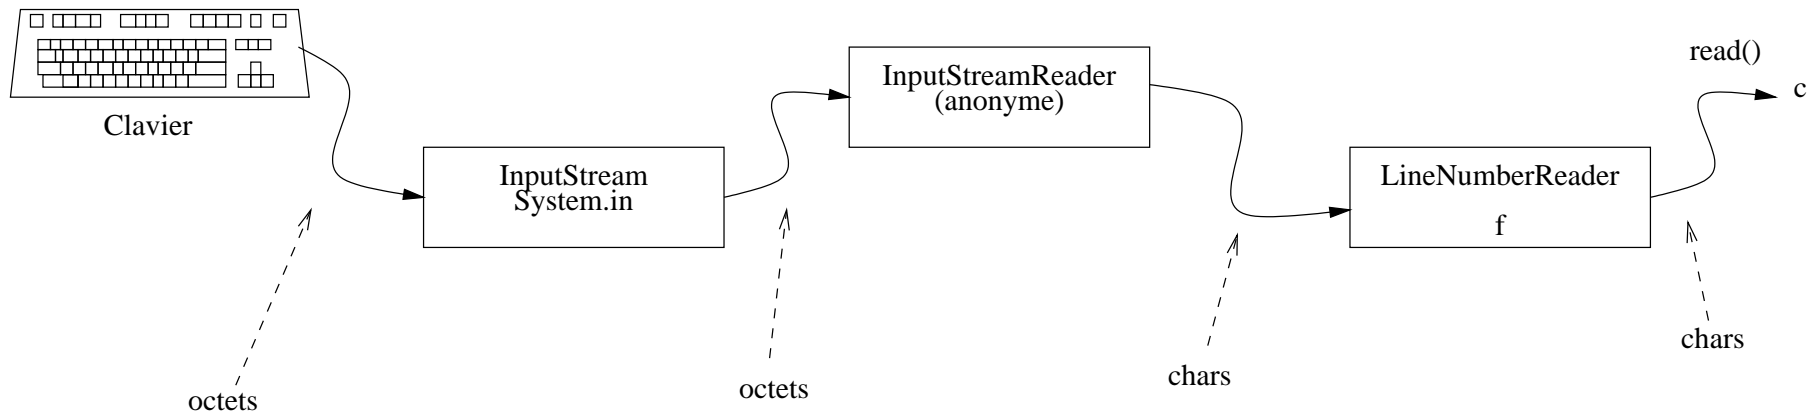 Clavier
InputStream
System.in
InputStreamReader
(anonyme)
LineNumberReader
f
read()
c
octets
octets
chars
chars